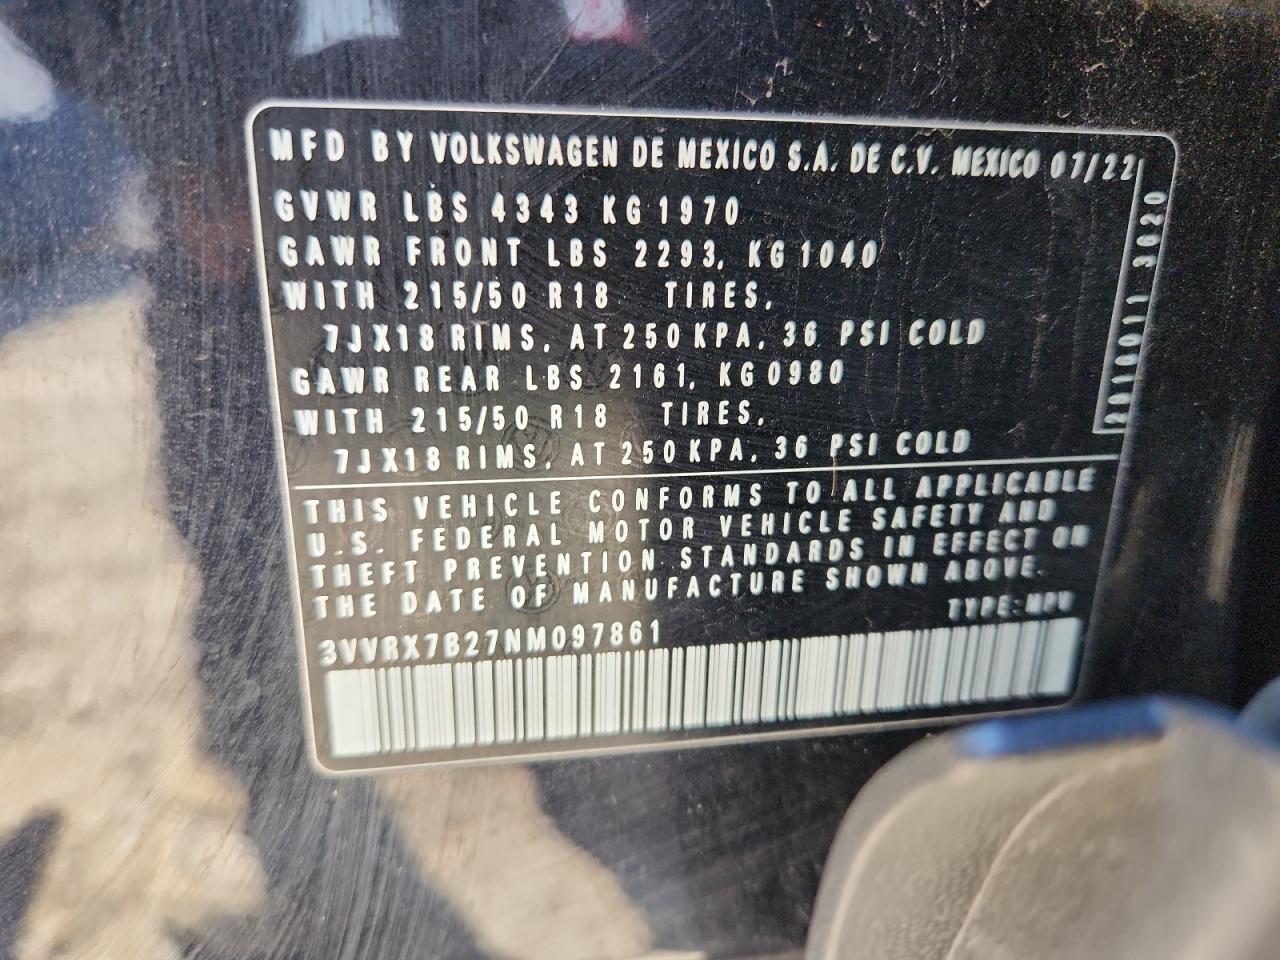 MFD BY VOLKSWAGEN DE MEXICO S.A. DE C.V. MEXICO 07/22
GVWR LBS 4343 KG 1970
GAWR FRONT LBS 2293, KG 1040
WITH 215/50 R18 TIRES,
7JX18 RIMS, AT 250 KPA, 36 PSI COLD
GAWR REAR LBS 2161, KG 0980
WITH 215/50 R18 TIRES,
7JX18 RIMS, AT 250 KPA, 36 PSI COLD
THIS VEHICLE CONFORMS TO ALL APPLICABLE
U.S. FEDERAL MOTOR VEHICLE SAFETY AND
THEFT PREVENTION STANDARDS IN EFFECT ON
THE DATE OF MANUFACTURE SHOWN ABOVE.
TYPE:MPV
3VVRX7B27NM097861
3620